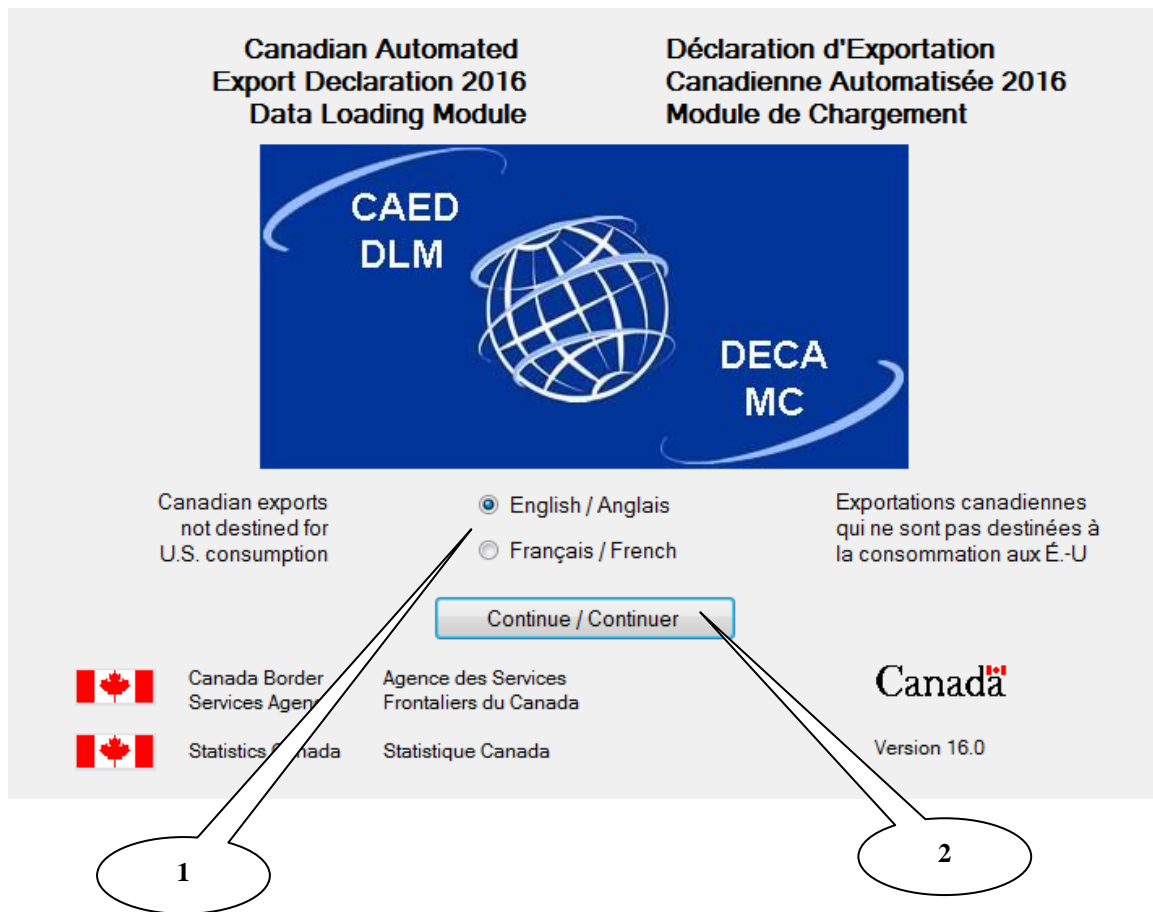 Canadian Automated
Export Declaration 2016
Data Loading Module
Déclaration d'Exportation
Canadienne Automatisée 2016
Module de Chargement
CAED
DLM
DECA
MC
Canadian exports
not destined for
U.S. consumption
English / Anglais
Français / French
Exportations canadiennes
qui ne sont pas destinées à
la consommation aux É.-U
Continue / Continuer
Canada Border
Services Agenc
Agence des Services
Frontaliers du Canada
Canada
Statistics Canada
Statistique Canada
Version 16.0
1
2